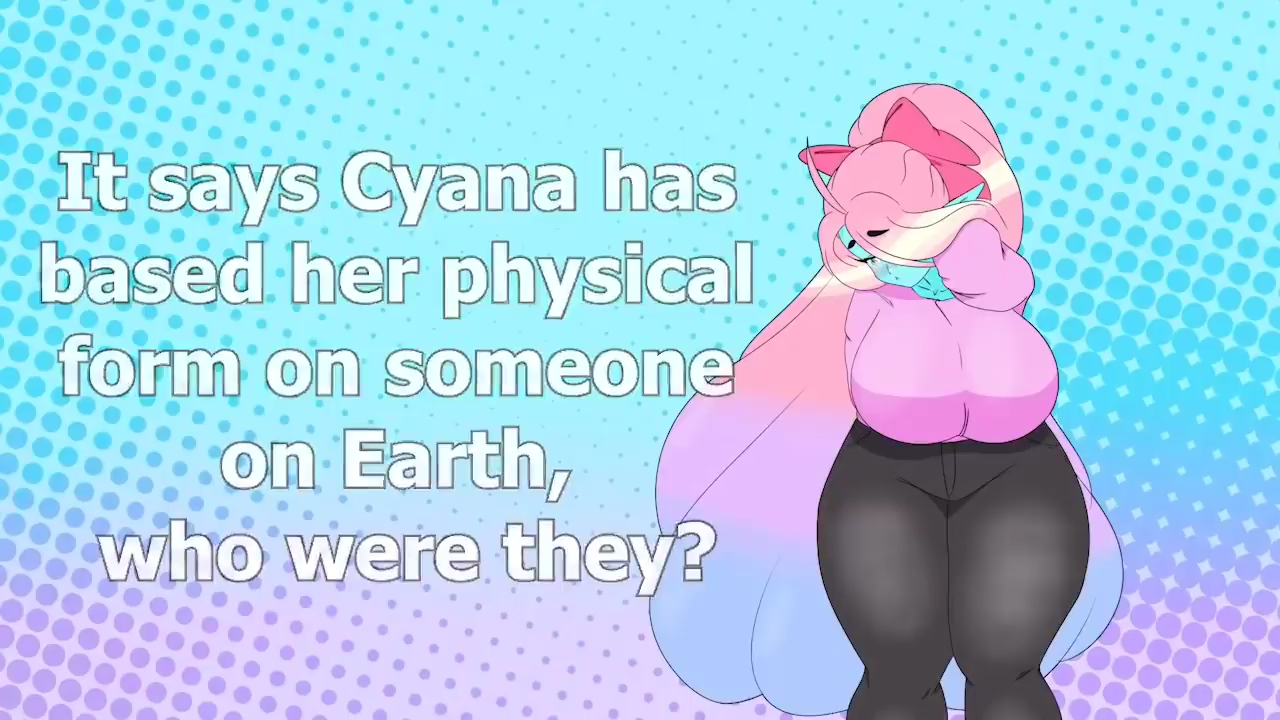 It says Cyana has
based her physical
form on someone
on Earth,
who were they?